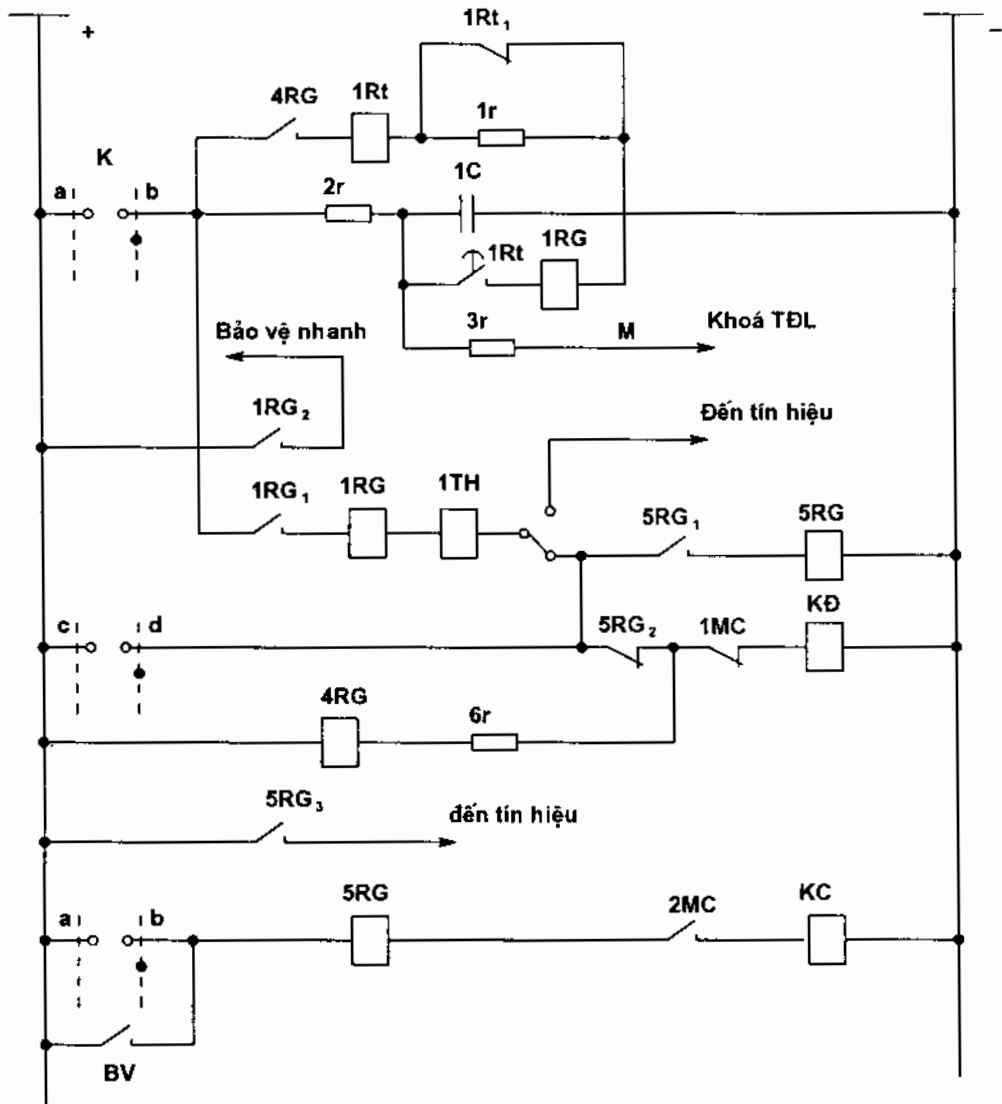 +
–
1Rt₁
4RG
1Rt
1r
K
a
b
2r
1C
1Rt
1RG
3r
M
Khoá TĐL
Bảo vệ nhanh
1RG₂
Đến tín hiệu
1RG₁
1RG
1TH
5RG₁
5RG
c
d
5RG₂
1MC
KĐ
4RG
6r
5RG₃
đến tín hiệu
a
b
5RG
2MC
KC
BV